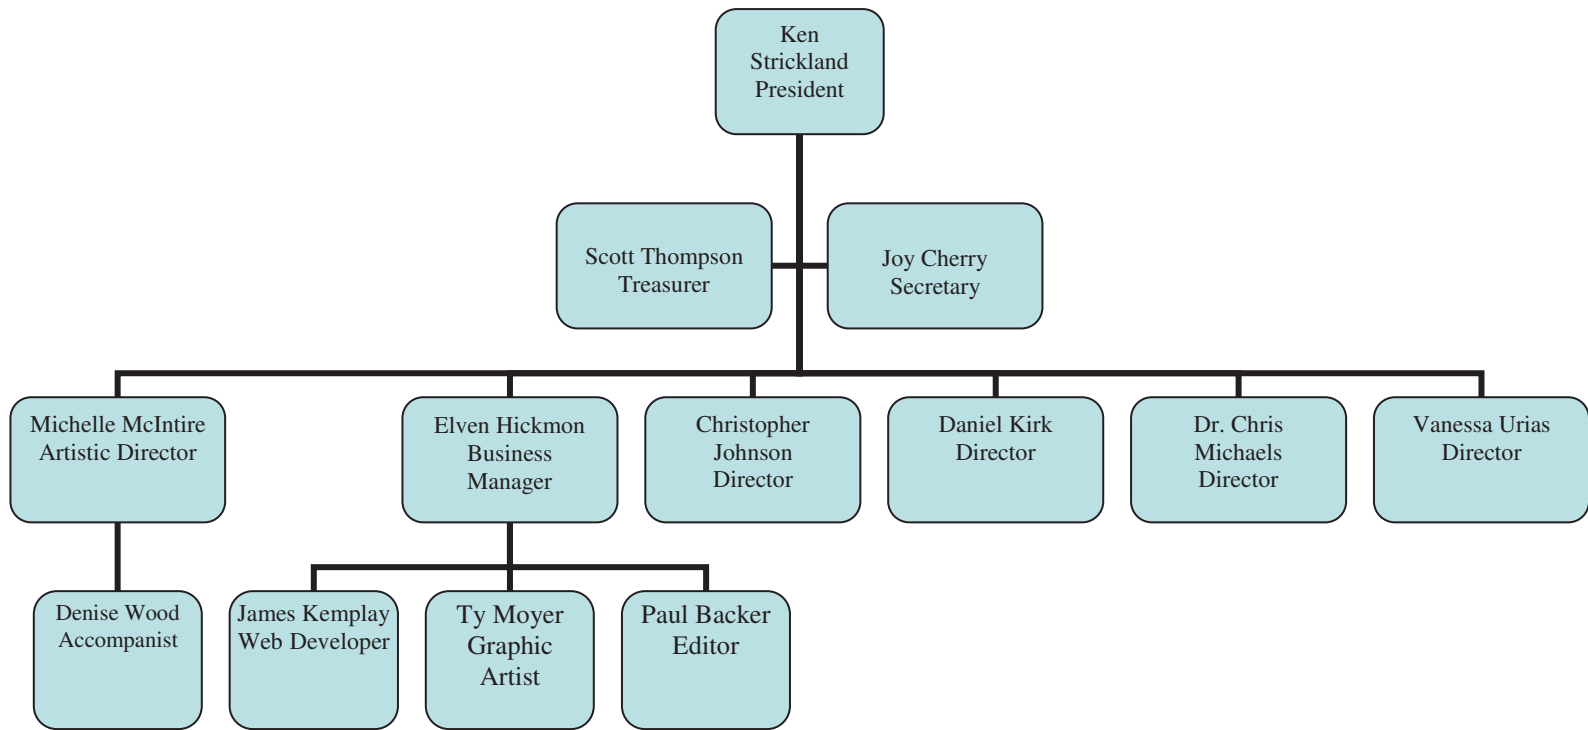 Ken
Strickland
President
Scott Thompson
Treasurer
Joy Cherry
Secretary
Michelle McIntire
Artistic Director
Elven Hickmon
Business
Manager
Christopher
Johnson
Director
Daniel Kirk
Director
Dr. Chris
Michaels
Director
Vanessa Urias
Director
Denise Wood
Accompanist
James Kemplay
Web Developer
Ty Moyer
Graphic
Artist
Paul Backer
Editor